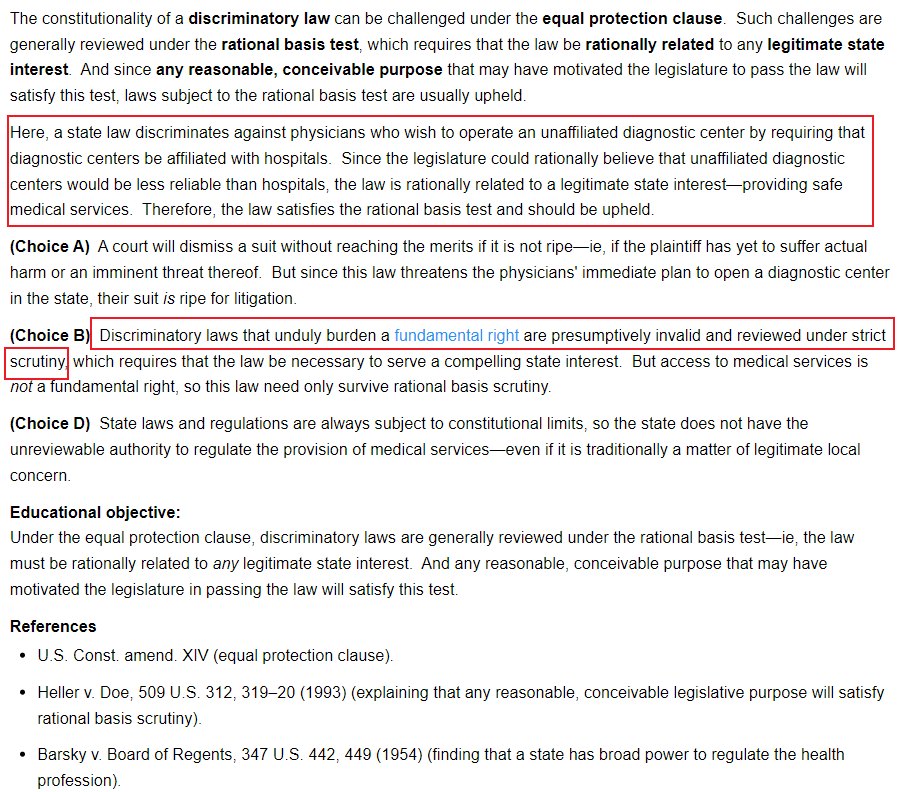 The constitutionality of a discriminatory law can be challenged under the equal protection clause. Such challenges are
generally reviewed under the rational basis test, which requires that the law be rationally related to any legitimate state
interest. And since any reasonable, conceivable purpose that may have motivated the legislature to pass the law will
satisfy this test, laws subject to the rational basis test are usually upheld.
Here, a state law discriminates against physicians who wish to operate an unaffiliated diagnostic center by requiring that
diagnostic centers be affiliated with hospitals. Since the legislature could rationally believe that unaffiliated diagnostic
centers would be less reliable than hospitals, the law is rationally related to a legitimate state interest—providing safe
medical services. Therefore, the law satisfies the rational basis test and should be upheld.
(Choice A) A court will dismiss a suit without reaching the merits if it is not ripe—ie, if the plaintiff has yet to suffer actual
harm or an imminent threat thereof. But since this law threatens the physicians' immediate plan to open a diagnostic center
in the state, their suit is ripe for litigation.
(Choice B) Discriminatory laws that unduly burden a fundamental right are presumptively invalid and reviewed under strict
scrutiny, which requires that the law be necessary to serve a compelling state interest. But access to medical services is
not a fundamental right, so this law need only survive rational basis scrutiny.
(Choice D) State laws and regulations are always subject to constitutional limits, so the state does not have the
unreviewable authority to regulate the provision of medical services—even if it is traditionally a matter of legitimate local
concern.
Educational objective:
Under the equal protection clause, discriminatory laws are generally reviewed under the rational basis test—ie, the law
must be rationally related to any legitimate state interest. And any reasonable, conceivable purpose that may have
motivated the legislature in passing the law will satisfy this test.
References
• U.S. Const. amend. XIV (equal protection clause).
• Heller v. Doe, 509 U.S. 312, 319–20 (1993) (explaining that any reasonable, conceivable legislative purpose will satisfy
rational basis scrutiny).
• Barsky v. Board of Regents, 347 U.S. 442, 449 (1954) (finding that a state has broad power to regulate the health
profession).